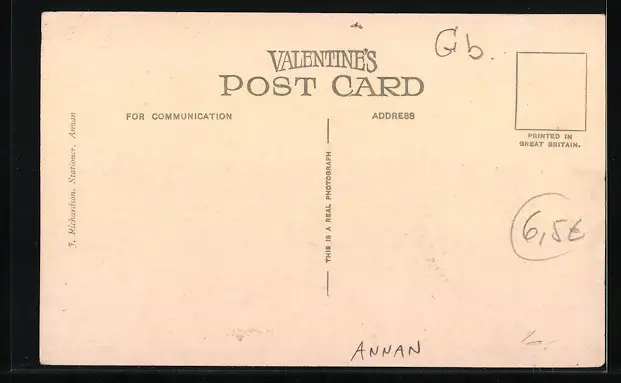 Gb.
VALENTINE'S
POST CARD
FOR COMMUNICATION
ADDRESS
PRINTED IN
GREAT BRITAIN.
J. Richardson, Stationer, Annan
THIS IS A REAL PHOTOGRAPH
6,5€
ANNAN